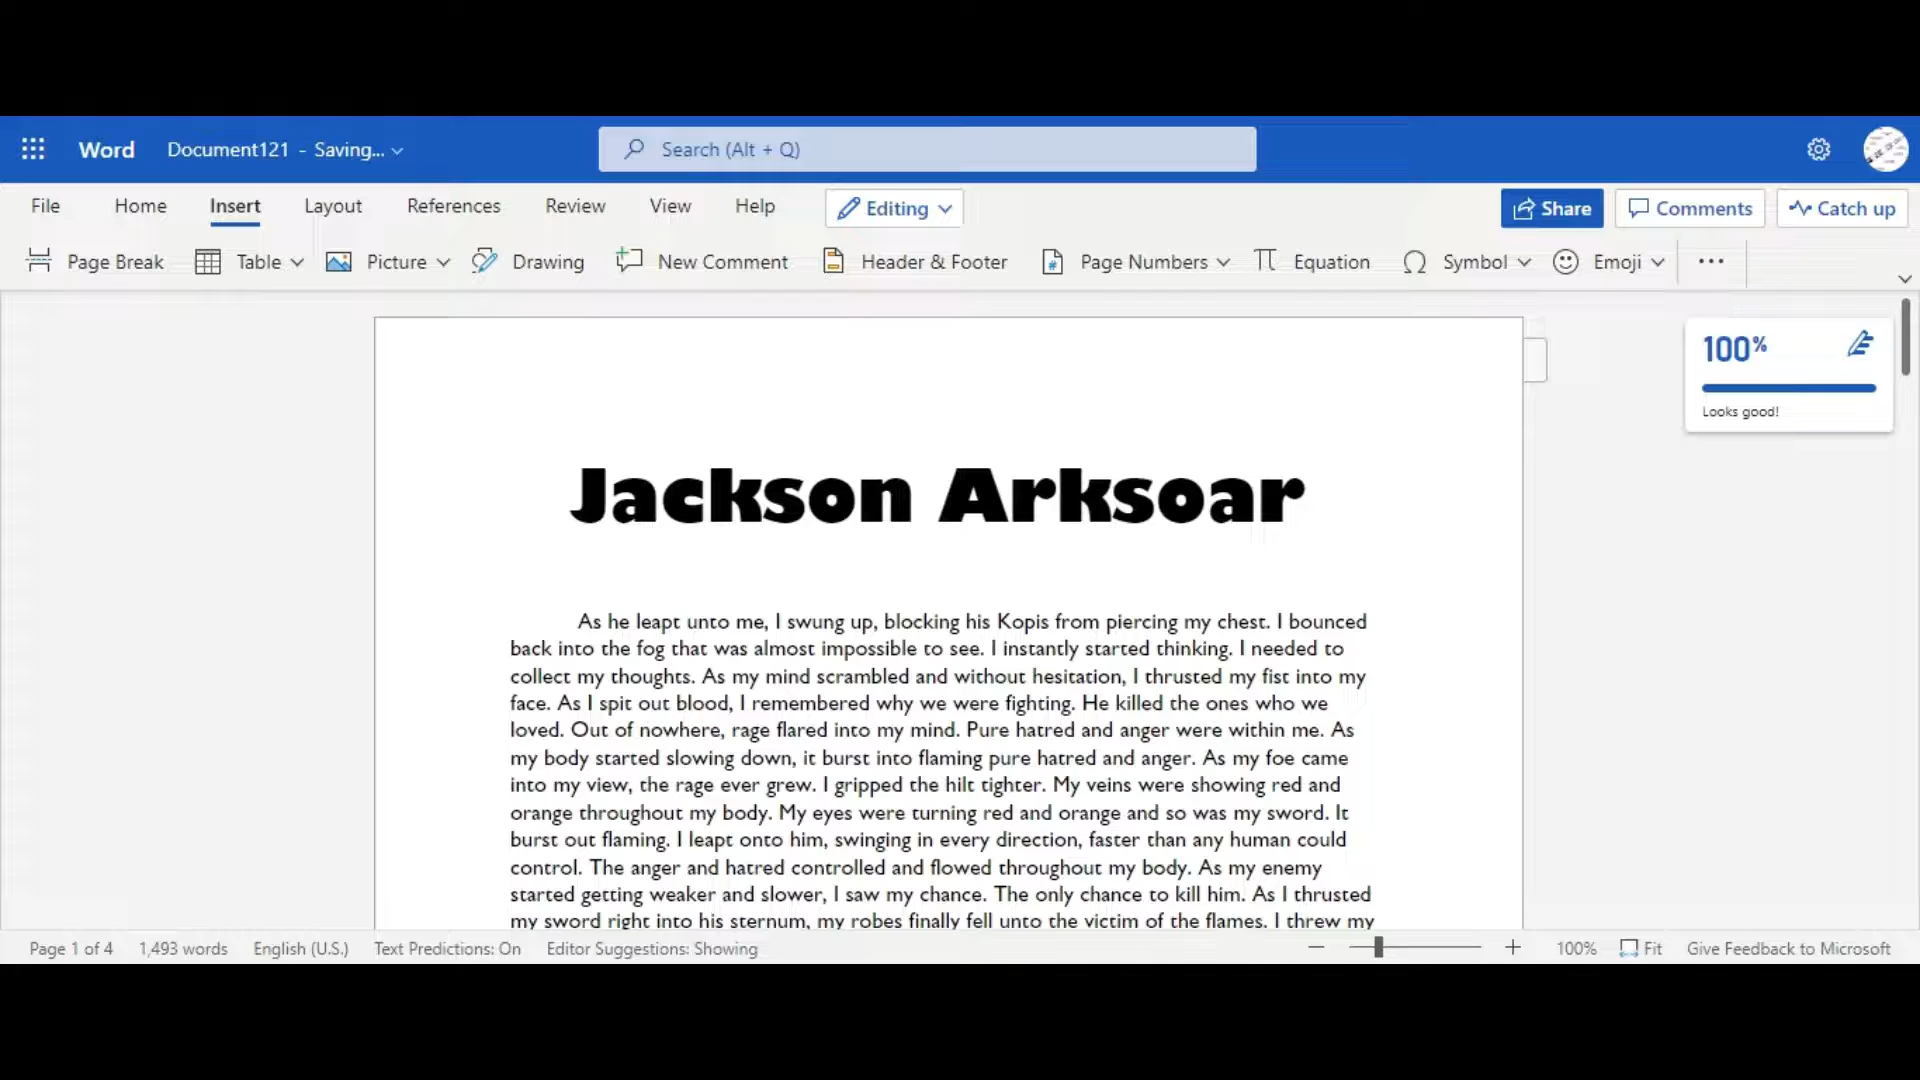 Word Document121 - Saving... Search (Alt + Q)
File Home Insert Layout References Review View Help Editing Share Comments Catch up
Page Break Table Picture Drawing New Comment Header & Footer Page Numbers Equation Symbol Emoji ...
100%
Looks good!
Jackson Arksoar
As he leapt unto me, I swung up, blocking his Kopis from piercing my chest. I bounced
back into the fog that was almost impossible to see. I instantly started thinking. I needed to
collect my thoughts. As my mind scrambled and without hesitation, I thrusted my fist into my
face. As I spit out blood, I remembered why we were fighting. He killed the ones who we
loved. Out of nowhere, rage flared into my mind. Pure hatred and anger were within me. As
my body started slowing down, it burst into flaming pure hatred and anger. As my foe came
into my view, the rage ever grew. I gripped the hilt tighter. My veins were showing red and
orange throughout my body. My eyes were turning red and orange and so was my sword. It
burst out flaming. I leapt onto him, swinging in every direction, faster than any human could
control. The anger and hatred controlled and flowed throughout my body. As my enemy
started getting weaker and slower, I saw my chance. The only chance to kill him. As I thrusted
my sword right into his sternum, my robes finally fell unto the victim of the flames. I threw my
Page 1 of 4 1,493 words English (U.S.) Text Predictions: On Editor Suggestions: Showing 100% Fit Give Feedback to Microsoft